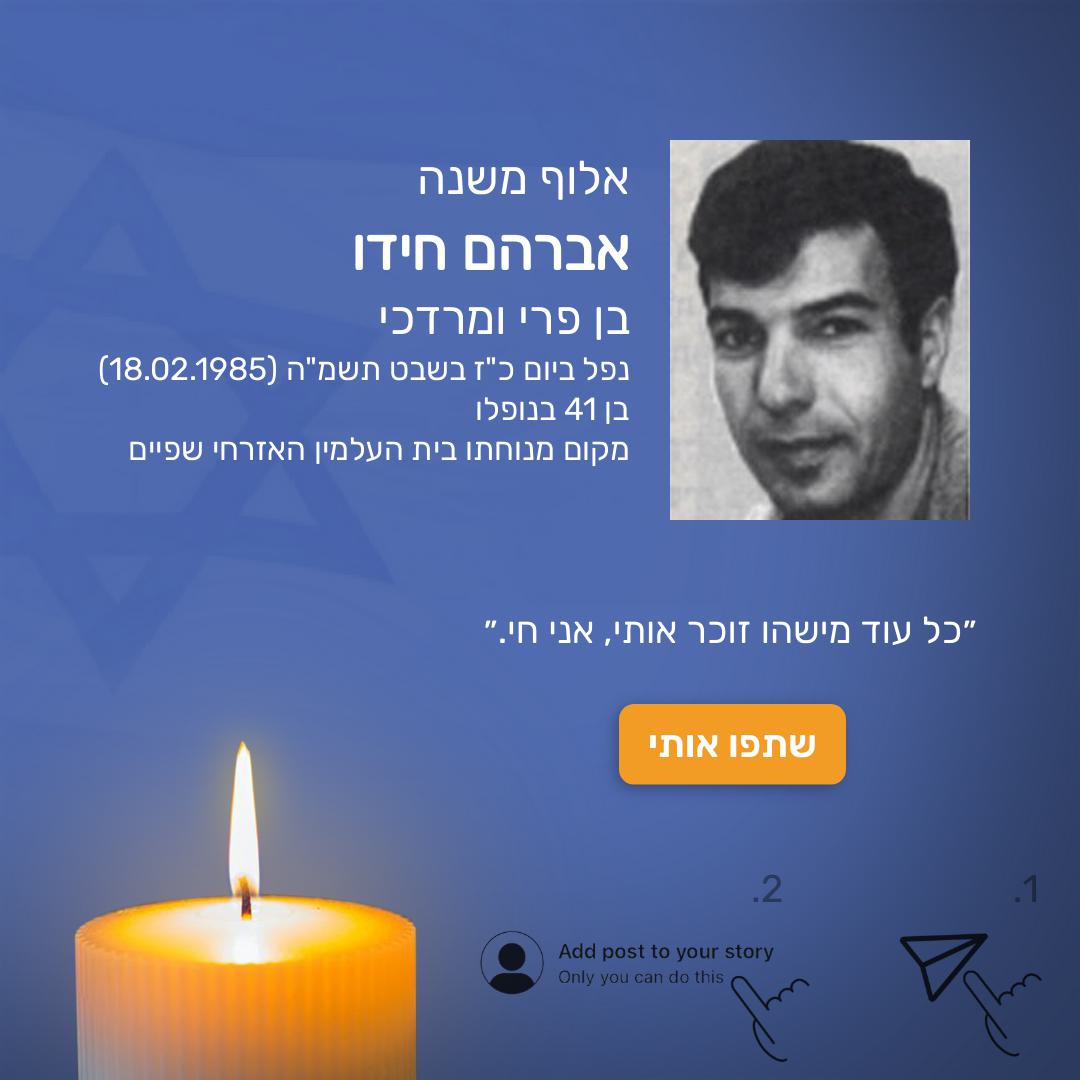 אלוף משנה
אברהם חידו
בן פרי ומרדכי
נפל ביום כ"ז בשבט תשמ"ה (18.02.1985)
בן 41 בנופלו
מקום מנוחתו בית העלמין האזרחי שפיים
״כל עוד מישהו זוכר אותי, אני חי.״
שתפו אותי
1.
2.
Add post to your story
Only you can do this